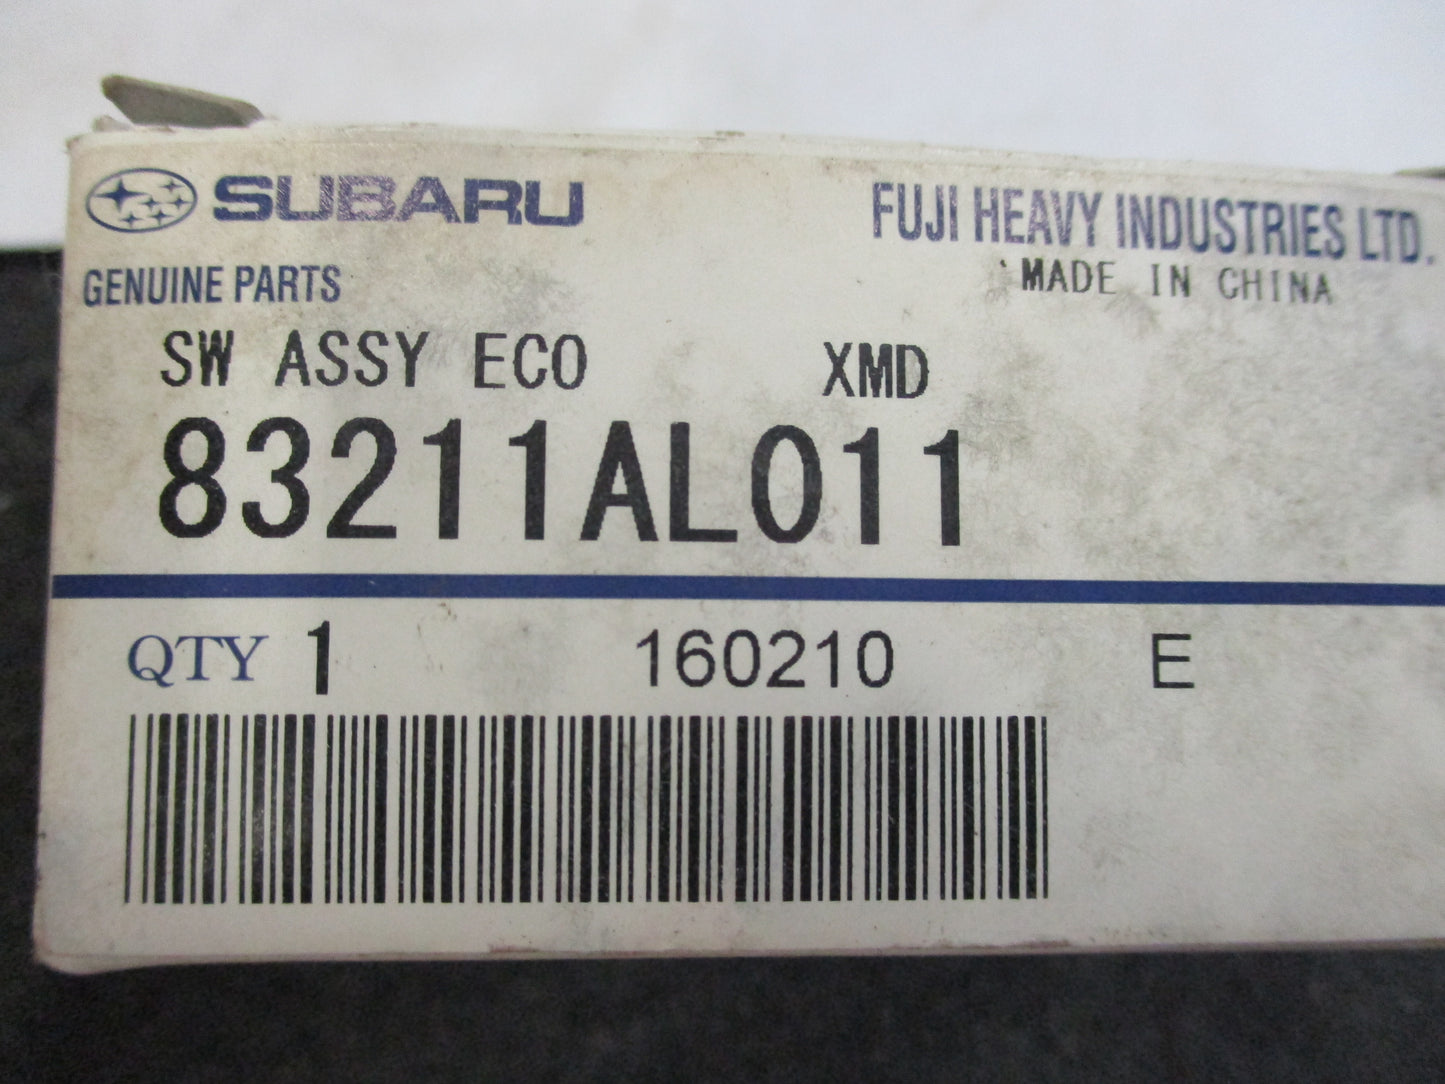 SUBARU
FUJI HEAVY INDUSTRIES LTD.
GENUINE PARTS
MADE IN CHINA
SW ASSY ECO XMD
83211AL011
QTY 1 160210 E